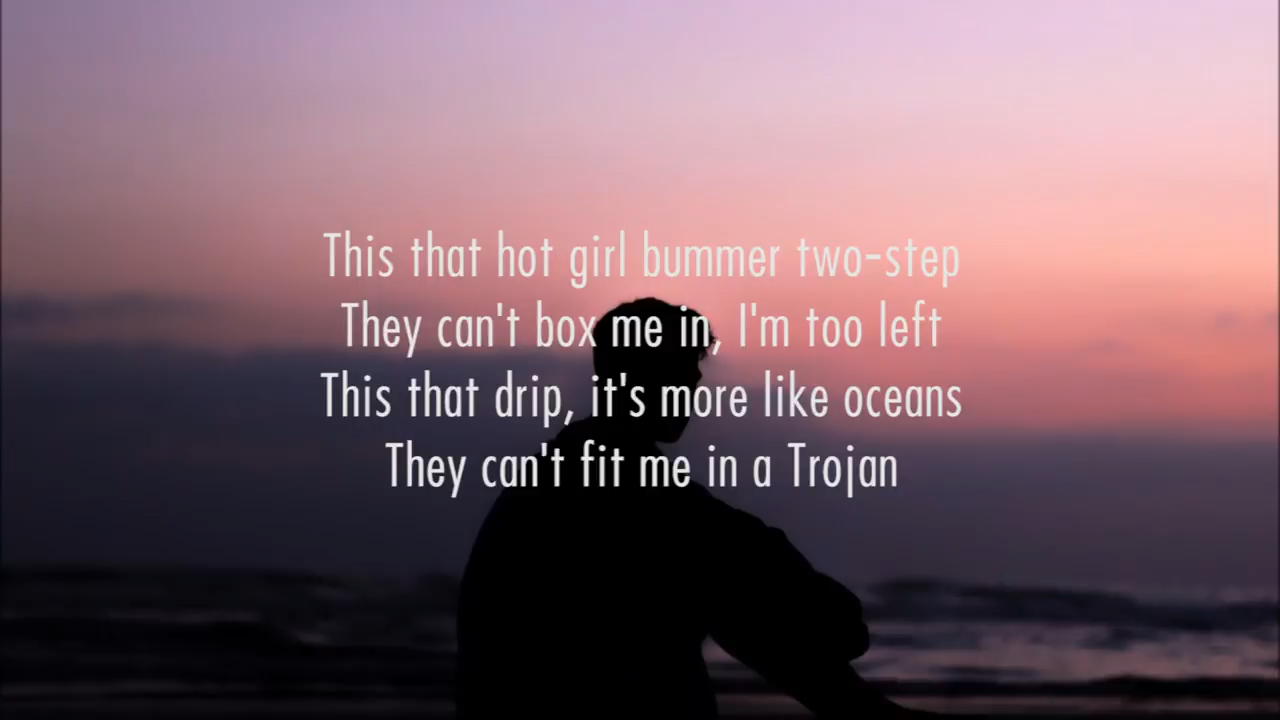 This that hot girl bummer two-step
They can't box me in, I'm too left
This that drip, it's more like oceans
They can't fit me in a Trojan